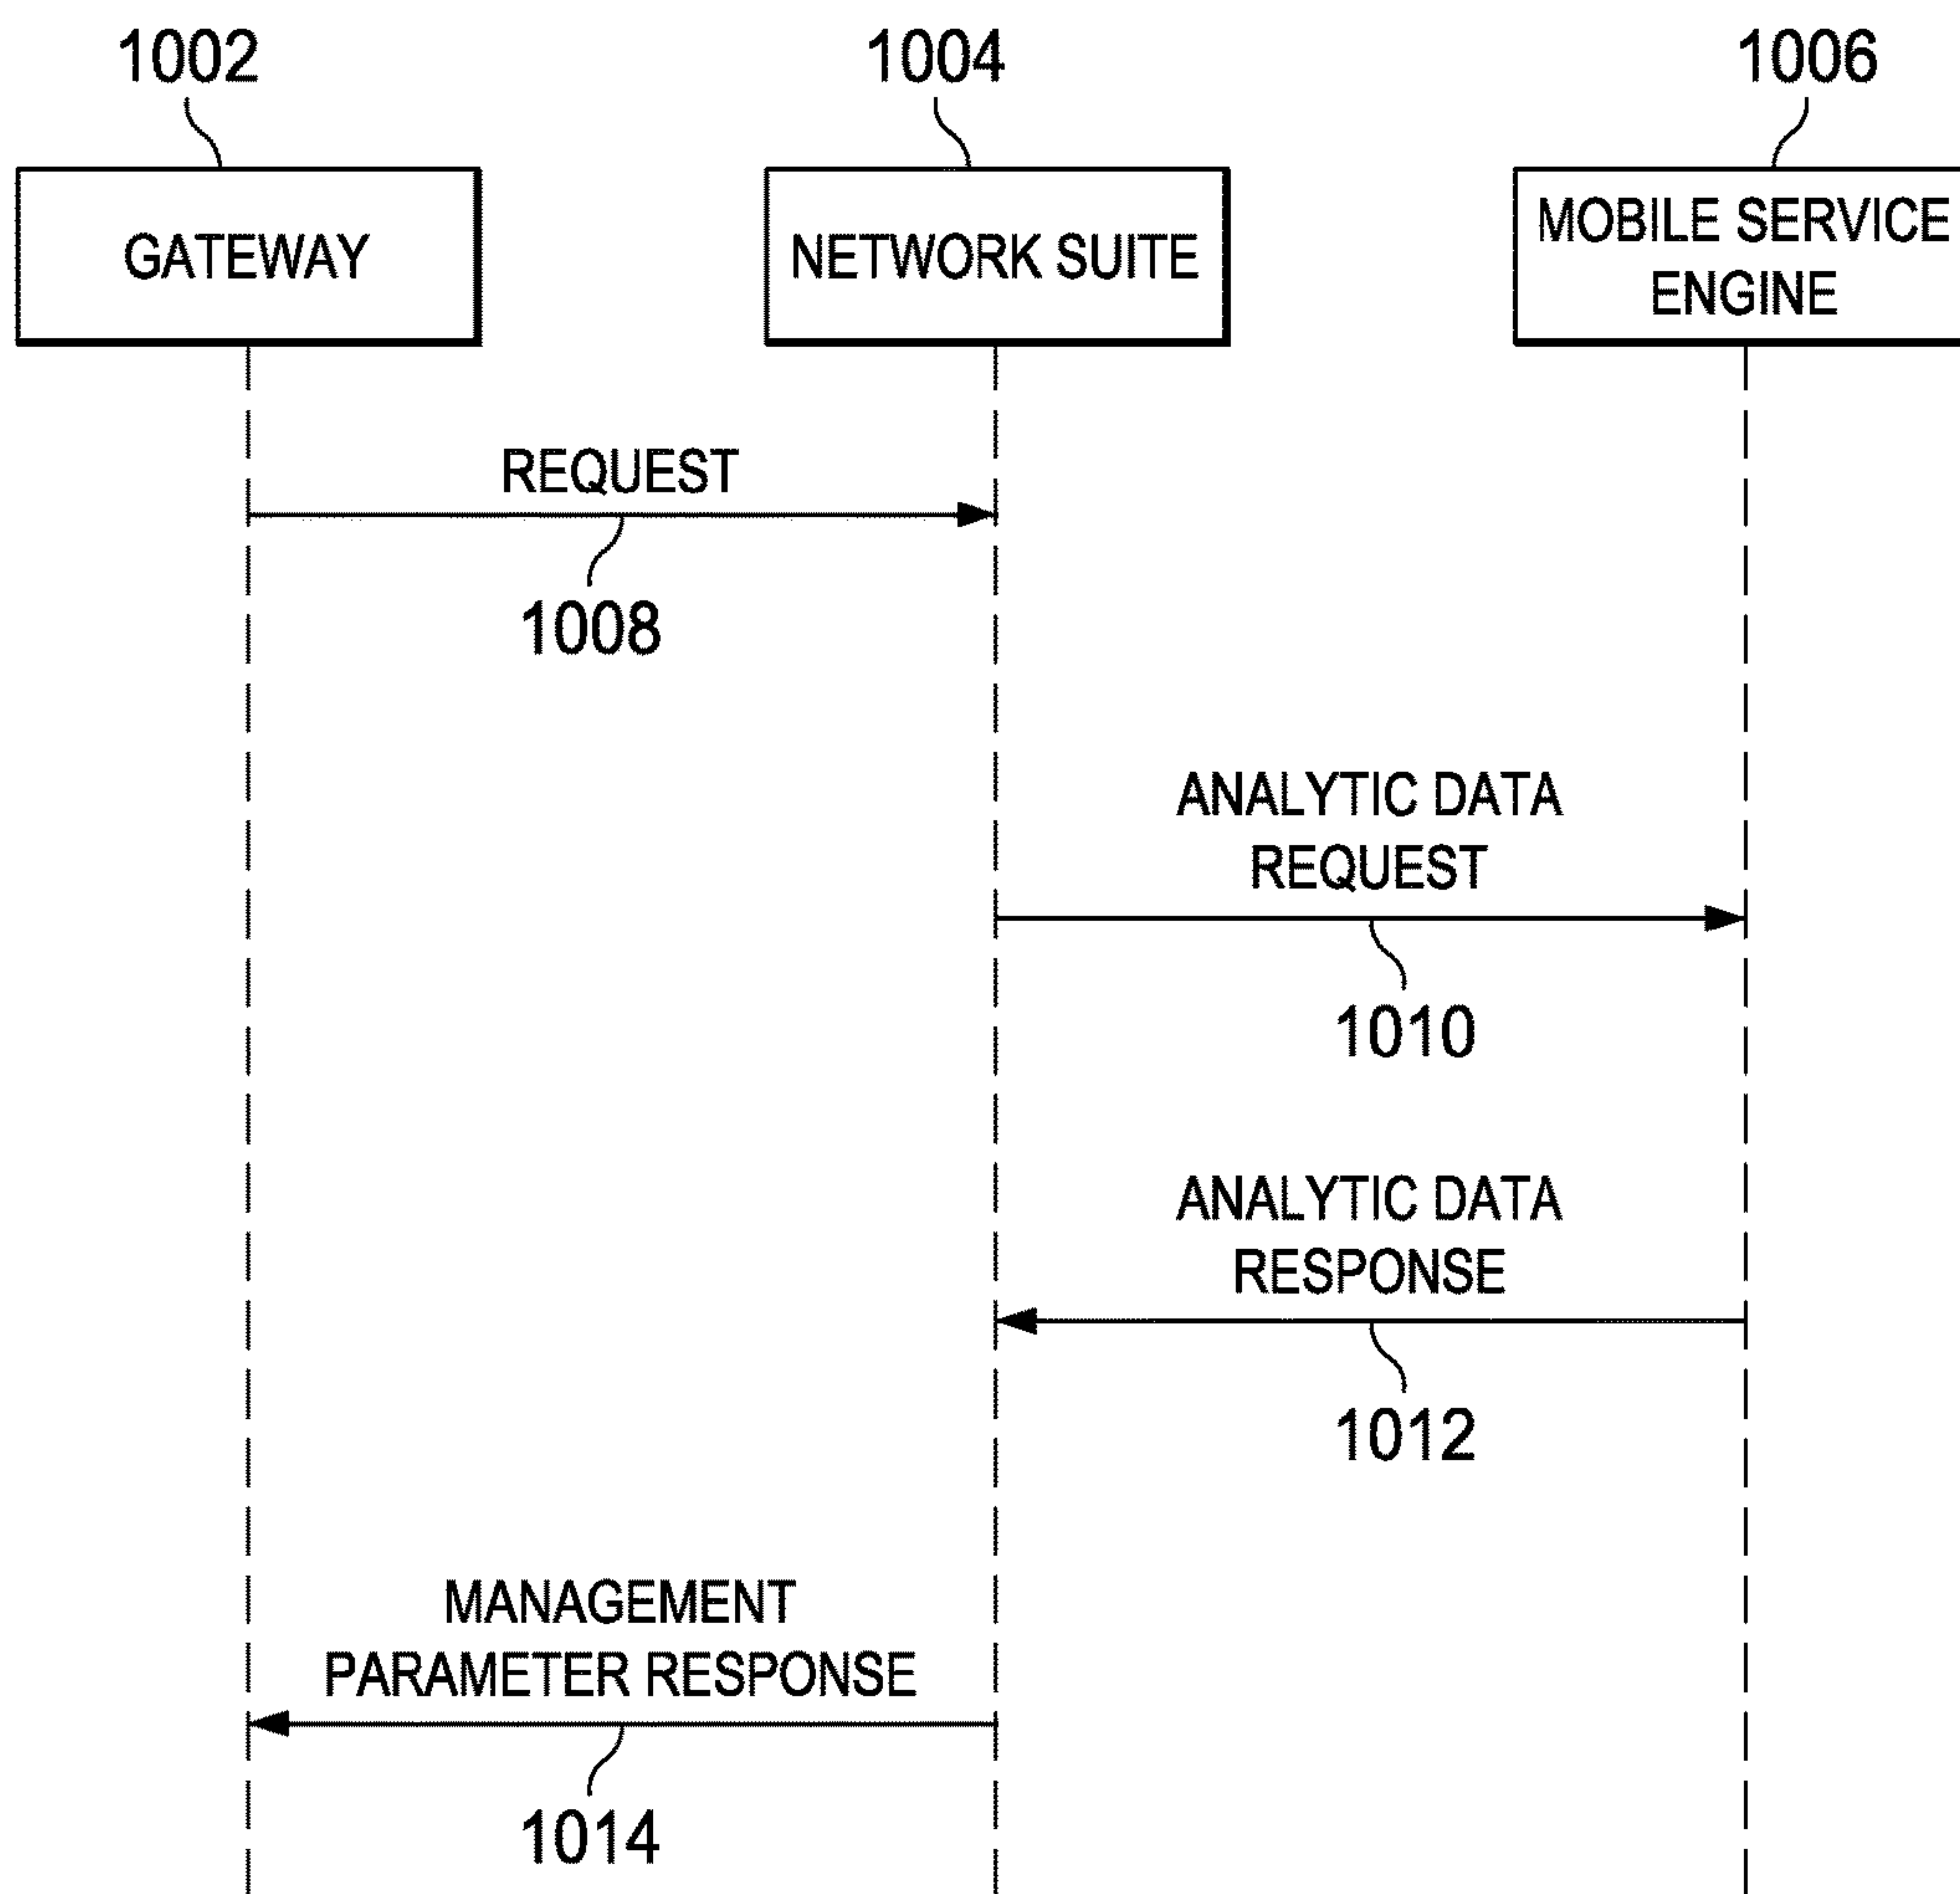 1002
1004
1006
GATEWAY
NETWORK SUITE
MOBILE SERVICE
ENGINE
REQUEST
1008
ANALYTIC DATA
REQUEST
1010
ANALYTIC DATA
RESPONSE
1012
MANAGEMENT
PARAMETER RESPONSE
1014